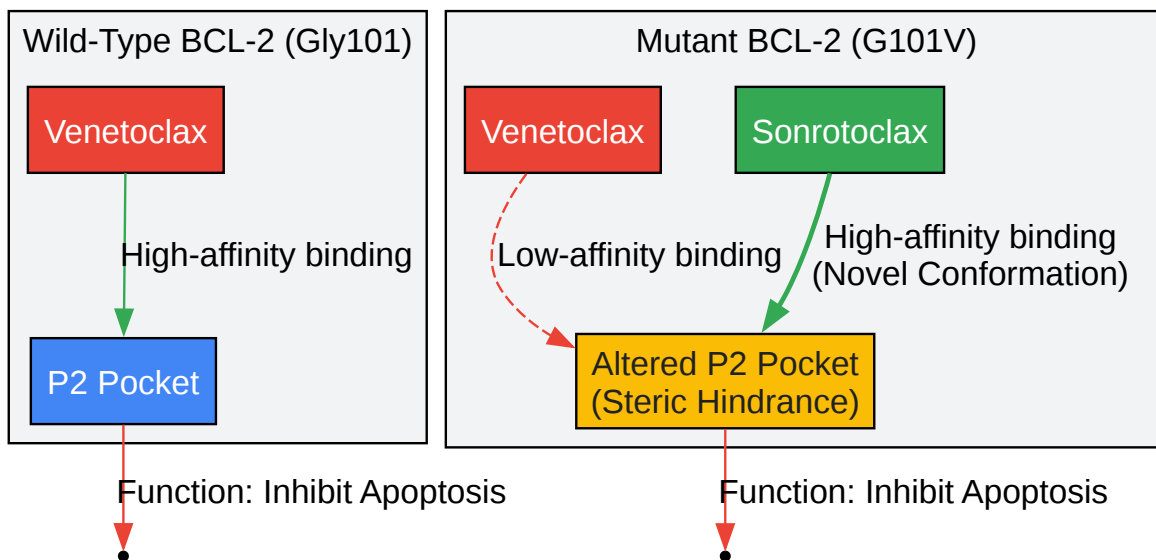 Wild-Type BCL-2 (Gly101)
Venetoclax
High-affinity binding
P2 Pocket
Function: Inhibit Apoptosis
Mutant BCL-2 (G101V)
Venetoclax
Sonrotoclax
Low-affinity binding
High-affinity binding
(Novel Conformation)
Altered P2 Pocket
(Steric Hindrance)
Function: Inhibit Apoptosis